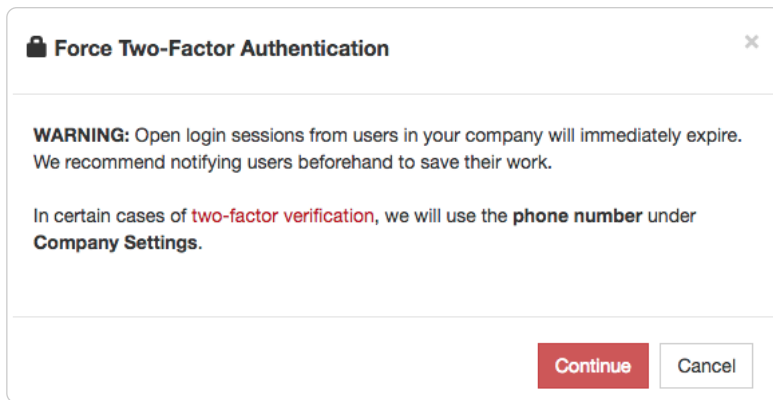 Force Two-Factor Authentication
×
WARNING: Open login sessions from users in your company will immediately expire.
We recommend notifying users beforehand to save their work.
In certain cases of two-factor verification, we will use the phone number under
Company Settings.
Continue
Cancel